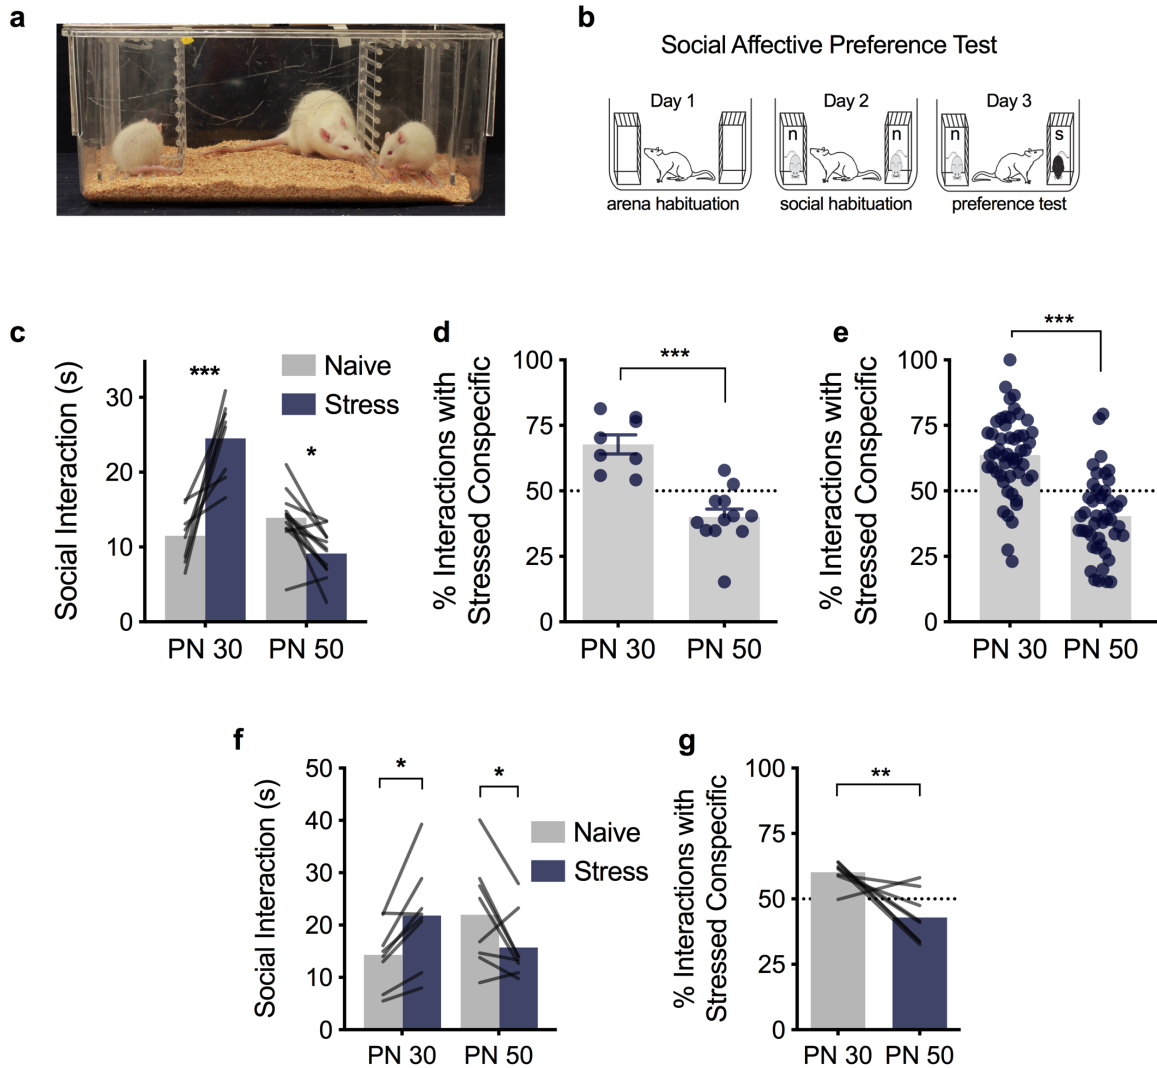 a
b
Social Affective Preference Test
Day 1
Day 2
Day 3
n
n
n
s
arena habituation
social habituation
preference test
c
Social Interaction (s)
30
20
10
0
***
*
Naive
Stress
PN 30
PN 50
d
% Interactions with
Stressed Conspecific
100
75
50
25
0
***
PN 30
PN 50
e
% Interactions with
Stressed Conspecific
100
75
50
25
0
***
PN 30
PN 50
f
Social Interaction (s)
50
40
30
20
10
0
*
*
Naive
Stress
PN 30
PN 50
g
% Interactions with
Stressed Conspecific
100
75
50
25
0
**
PN 30
PN 50